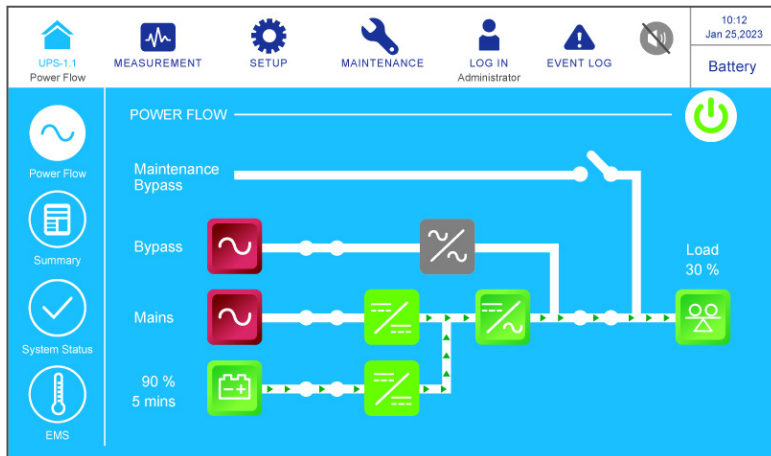 UPS-1.1
Power Flow
MEASUREMENT
SETUP
MAINTENANCE
LOG IN
Administrator
EVENT LOG
10:12
Jan 25,2023
Battery
Power Flow
Summary
System Status
EMS
POWER FLOW
Maintenance
Bypass
Bypass
Mains
90 %
5 mins
Load
30 %